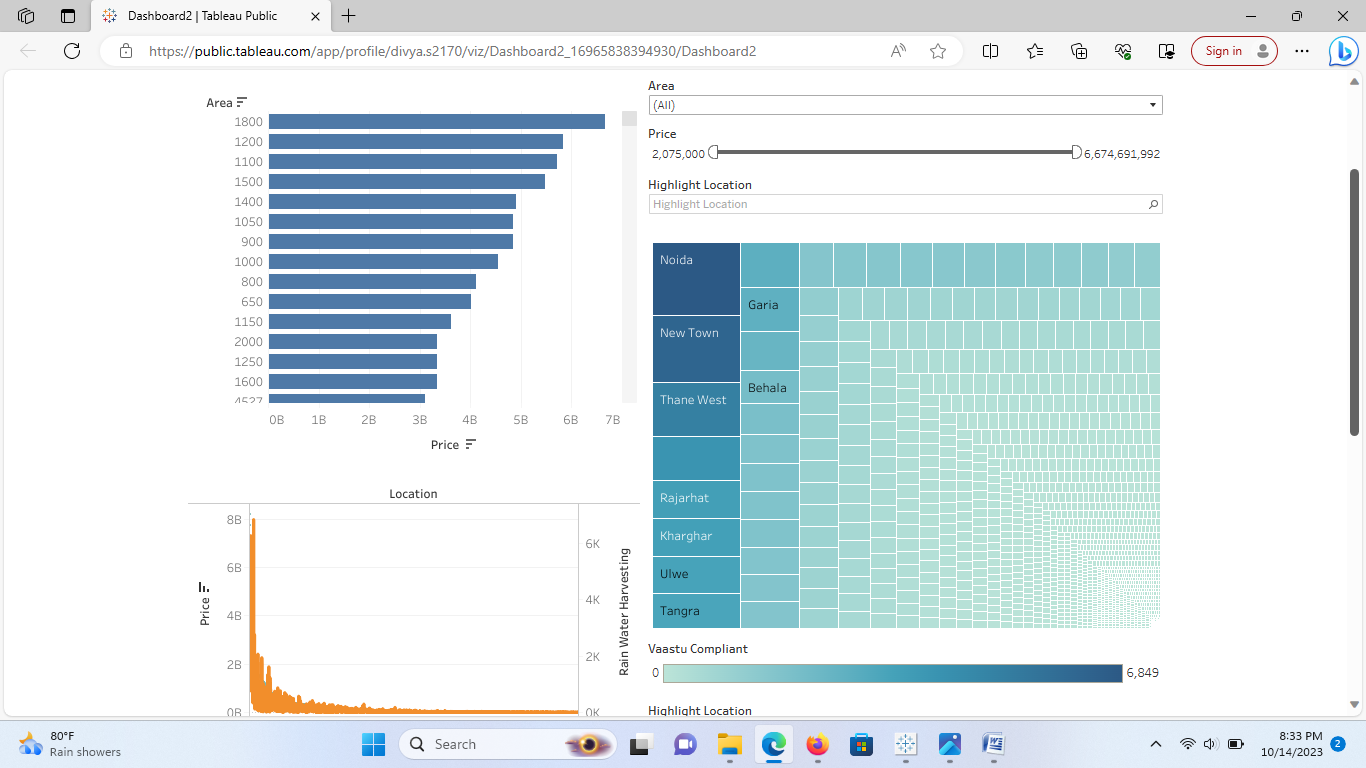 Dashboard2 | Tableau Public
https://public.tableau.com/app/profile/divya.s2170/viz/Dashboard2_16965838394930/Dashboard2
Sign in
Area
1800
1200
1100
1500
1400
1050
900
1000
800
650
1150
2000
1250
1600
4527
0B 1B 2B 3B 4B 5B 6B 7B
Price
Area
(All)
Price
2,075,000 6,674,691,992
Highlight Location
Highlight Location
Noida
New Town
Thane West
Rajarhat
Kharghar
Ulwe
Tangra
Garia
Behala
Location
Price
8B
6B
4B
2B
0B
6K
4K
2K
0K
Rain Water Harvesting
Vaastu Compliant
0 6,849
Highlight Location
80°F
Rain showers
Search
8:33 PM
10/14/2023
2